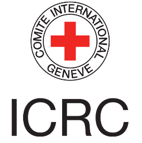 COMITE INTERNATIONAL
GENEVE
ICRC